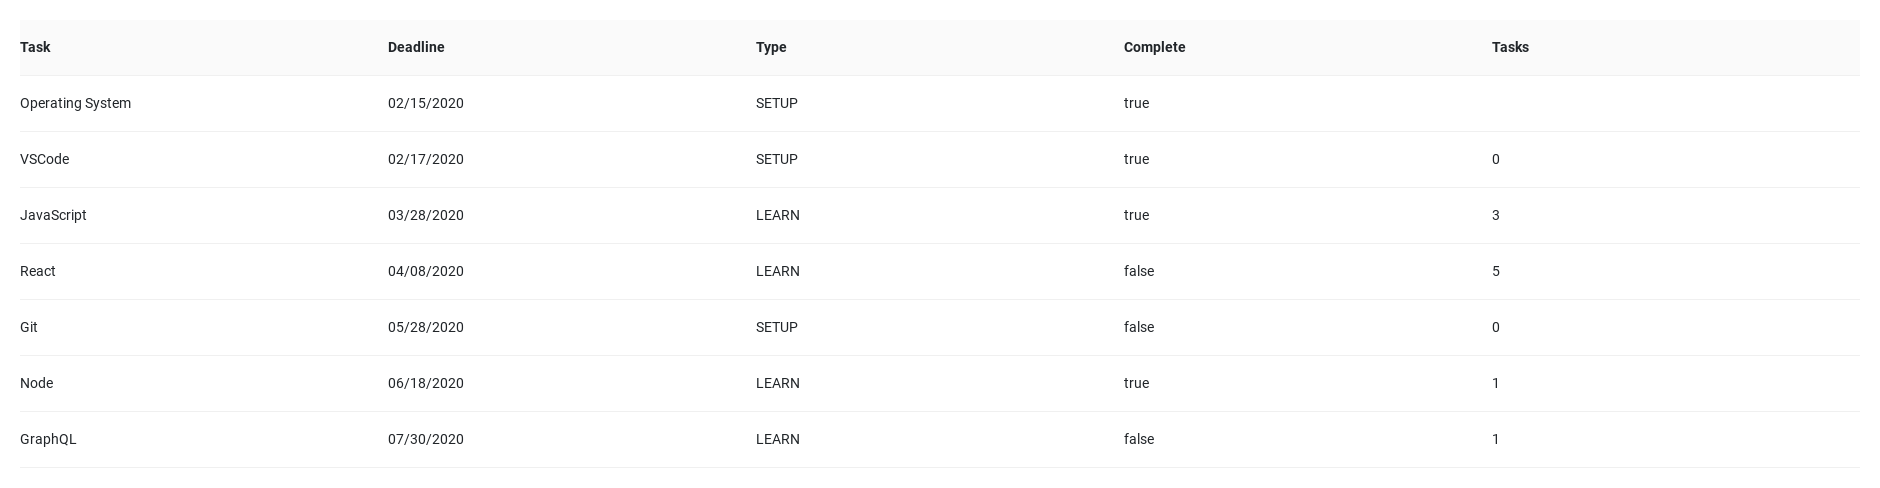 Task Deadline Type Complete Tasks
Operating System 02/15/2020 SETUP true
VSCode 02/17/2020 SETUP true 0
JavaScript 03/28/2020 LEARN true 3
React 04/08/2020 LEARN false 5
Git 05/28/2020 SETUP false 0
Node 06/18/2020 LEARN true 1
GraphQL 07/30/2020 LEARN false 1